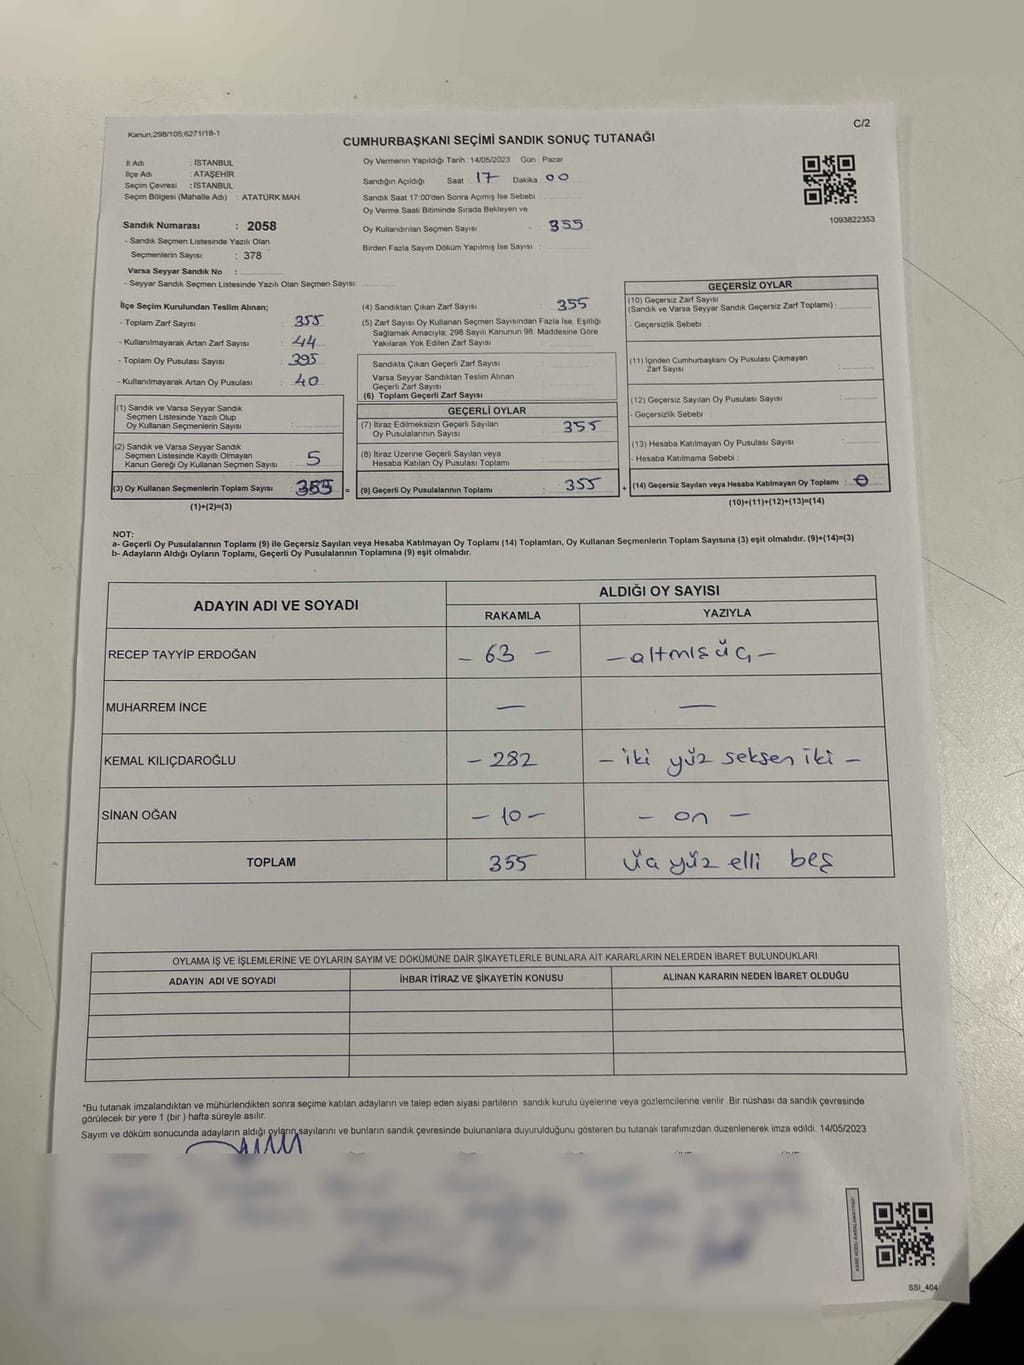 Kanun;298/105;6271/18-1
C/2
CUMHURBAŞKANI SEÇİMİ SANDIK SONUÇ TUTANAĞI
İl Adı : İSTANBUL
İlçe Adı : ATAŞEHİR
Seçim Çevresi : İSTANBUL
Seçim Bölgesi (Mahalle Adı) : ATATÜRK MAH.
Sandık Numarası : 2058
- Sandık Seçmen Listesinde Yazılı Olan
Seçmenlerin Sayısı : 378
Varsa Seyyar Sandık No :
- Seyyar Sandık Seçmen Listesinde Yazılı Olan Seçmen Sayısı:
Oy Vermenin Yapıldığı Tarih : 14/05/2023 Gün : Pazar
Sandığın Açıldığı Saat 17 Dakika 00
Sandık Saat 17:00'den Sonra Açımış İse Sebebi :
Oy Verme Saati Bitiminde Sırada Bekleyen ve
Oy Kullandırılan Seçmen Sayısı : 355
Birden Fazla Sayım Döküm Yapılmış İse Sayısı :
1093822353
İlçe Seçim Kurulundan Teslim Alınan;
- Toplam Zarf Sayısı : 355
- Kullanılmayarak Artan Zarf Sayısı : 44
- Toplam Oy Pusulası Sayısı : 395
- Kullanılmayarak Artan Oy Pusulası : 40
(1) Sandık ve Varsa Seyyar Sandık
Seçmen Listesinde Yazılı Olup
Oy Kullanan Seçmenlerin Sayısı :
(2) Sandık ve Varsa Seyyar Sandık
Seçmen Listesinde Kayıtlı Olmayan
Kanun Gereği Oy Kullanan Seçmen Sayısı 5
(3) Oy Kullanan Seçmenlerin Toplam Sayısı : 355 =
(1)+(2)=(3)
(4) Sandıktan Çıkan Zarf Sayısı : 355
(5) Zarf Sayısı Oy Kullanan Seçmen Sayısından Fazla İse, Eşitliği
Sağlamak Amacıyla, 298 Sayılı Kanunun 98. Maddesine Göre
Yakılarak Yok Edilen Zarf Sayısı :
Sandıkta Çıkan Geçerli Zarf Sayısı :
Varsa Seyyar Sandıktan Teslim Alınan
Geçerli Zarf Sayısı :
(6) Toplam Geçerli Zarf Sayısı :
GEÇERLİ OYLAR
(7) İtiraz Edilmeksizin Geçerli Sayılan
Oy Pusulalarının Sayısı : 355
(8) İtiraz Üzerine Geçerli Sayılan veya
Hesaba Katılan Oy Pusulası Toplamı :
(9) Geçerli Oy Pusulalarının Toplamı : 355 +
GEÇERSİZ OYLAR
(10) Geçersiz Zarf Sayısı
(Sandık ve Varsa Seyyar Sandık Geçersiz Zarf Toplamı) :
- Geçersizlik Sebebi :
(11) İçinden Cumhurbaşkanı Oy Pusulası Çıkmayan
Zarf Sayısı :
(12) Geçersiz Sayılan Oy Pusulası Sayısı :
- Geçersizlik Sebebi :
(13) Hesaba Katılmayan Oy Pusulası Sayısı :
- Hesaba Katılmama Sebebi :
(14) Geçersiz Sayılan veya Hesaba Katılmayan Oy Toplamı : 0
(10)+(11)+(12)+(13)=(14)
NOT:
a- Geçerli Oy Pusulalarının Toplamı (9) ile Geçersiz Sayılan veya Hesaba Katılmayan Oy Toplamı (14) Toplamları, Oy Kullanan Seçmenlerin Toplam Sayısına (3) eşit olmalıdır. (9)+(14)=(3)
b- Adayların Aldığı Oyların Toplamı, Geçerli Oy Pusulalarının Toplamına (9) eşit olmalıdır.
ADAYIN ADI VE SOYADI
ALDIĞI OY SAYISI
RAKAMLA YAZIYLA
RECEP TAYYİP ERDOĞAN - 63 - - altmış üç -
MUHARREM İNCE — —
KEMAL KILIÇDAROĞLU - 282 - iki yüz seksen iki -
SİNAN OĞAN - 10 - - on -
TOPLAM 355 üç yüz elli beş
OYLAMA İŞ VE İŞLEMLERİNE VE OYLARIN SAYIM VE DÖKÜMÜNE DAİR ŞİKAYETLERLE BUNLARA AİT KARARLARIN NELERDEN İBARET BULUNDUKLARI
ADAYIN ADI VE SOYADI İHBAR İTİRAZ VE ŞİKAYETİN KONUSU ALINAN KARARIN NEDEN İBARET OLDUĞU
*Bu tutanak imzalandıktan ve mühürlendikten sonra seçime katılan adayların ve talep eden siyasi partilerin sandık kurulu üyelerine veya gözlemcilerine verilir. Bir nüshası da sandık çevresinde
görülecek bir yere 1 (bir) hafta süreyle asılır.
Sayım ve döküm sonucunda adayların aldığı oyların sayılarını ve bunların sandık çevresinde bulunanlara duyurulduğunu gösteren bu tutanak tarafımızdan düzenlenerek imza edildi. 14/05/2023
SSI_404